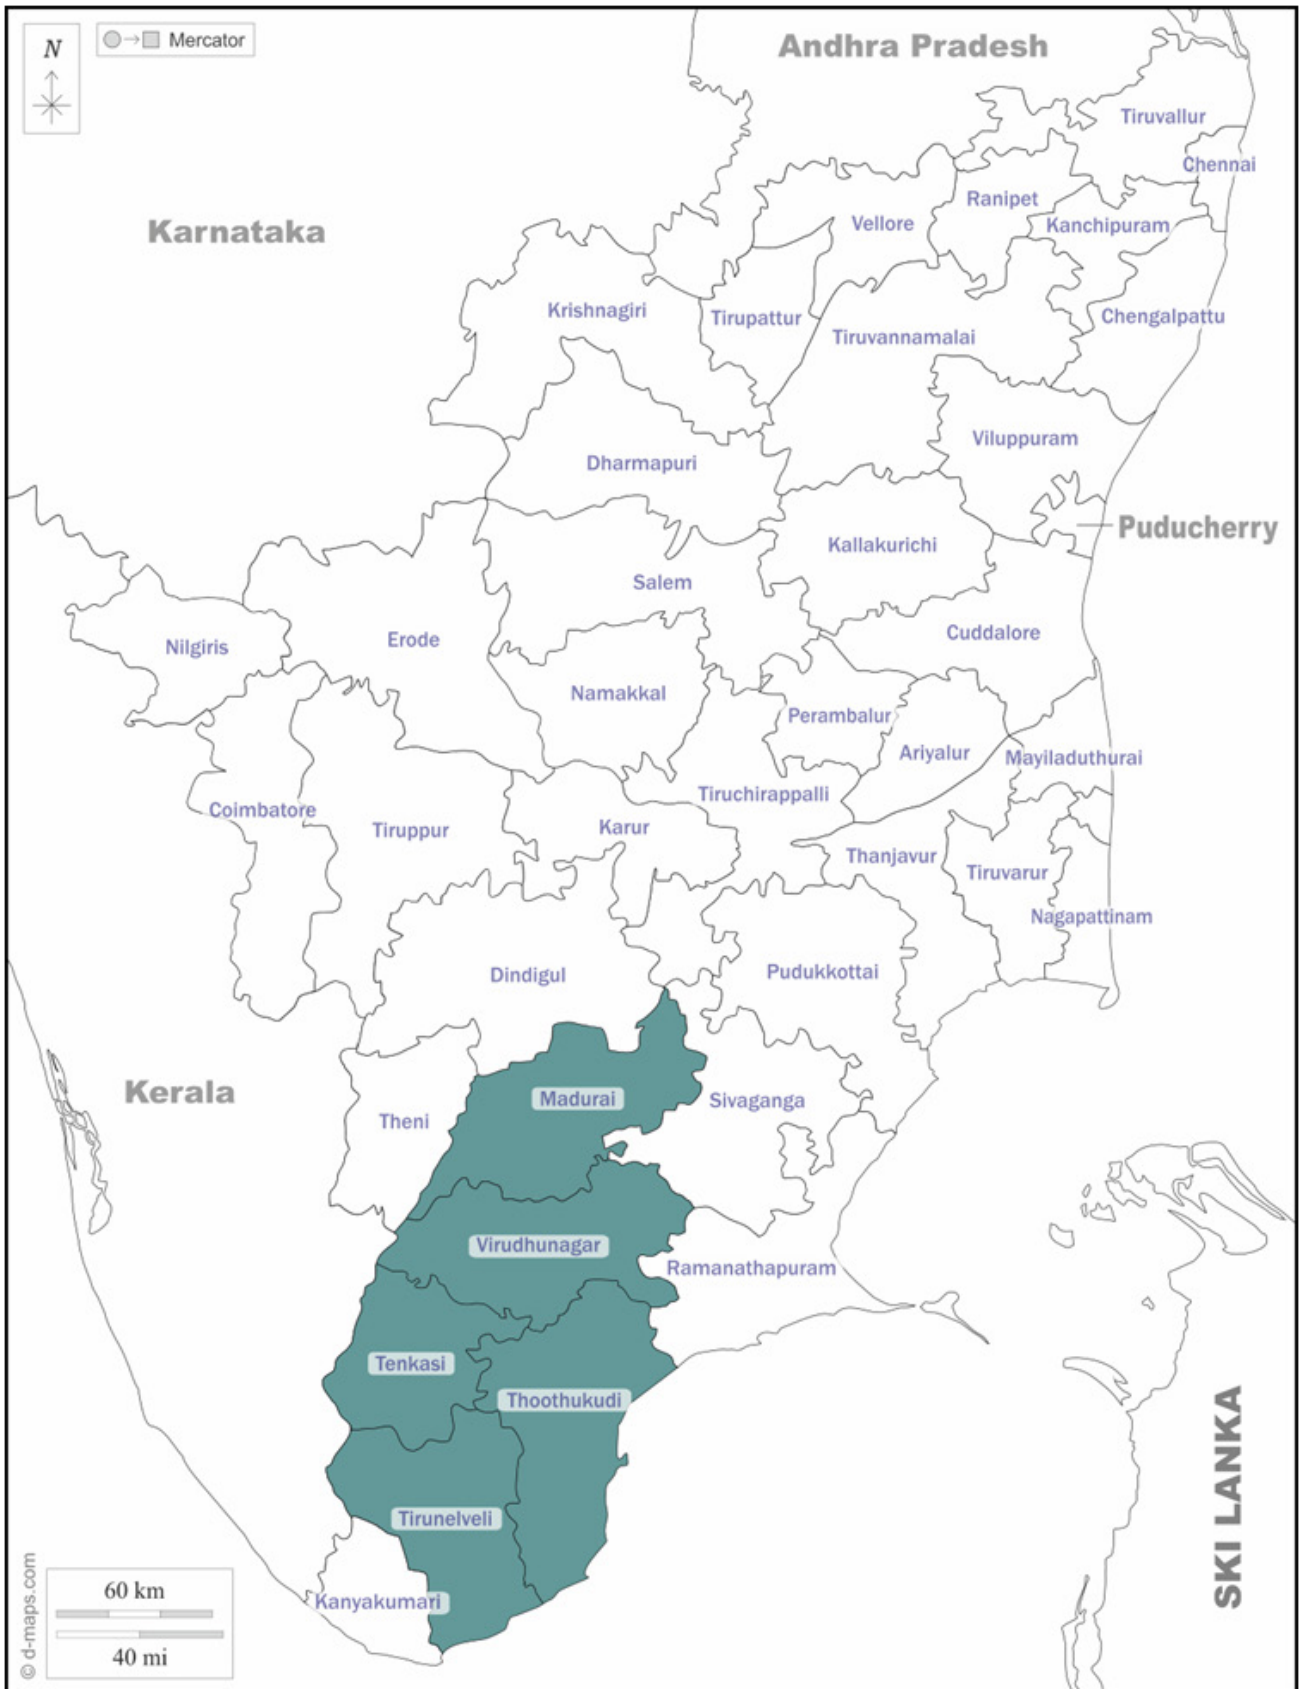 N
Mercator
Andhra Pradesh
Tiruvallur
Chennai
Ranipet
Karnataka
Vellore
Kanchipuram
Krishnagiri
Tirupattur
Chengalpattu
Tiruvannamalai
Viluppuram
Dharmapuri
Puducherry
Kallakurichi
Salem
Cuddalore
Erode
Nilgiris
Namakkal
Perambalur
Ariyalur
Mayiladuthurai
Tiruchirappalli
Coimbatore
Karur
Tiruppur
Thanjavur
Tiruvarur
Nagapattinam
Pudukkottai
Dindigul
Kerala
Madurai
Sivaganga
Theni
Virudhunagar
Ramanathapuram
Tenkasi
Thoothukudi
SKI LANKA
Tirunelveli
Kanyakumari
60 km
40 mi
© d-maps.com